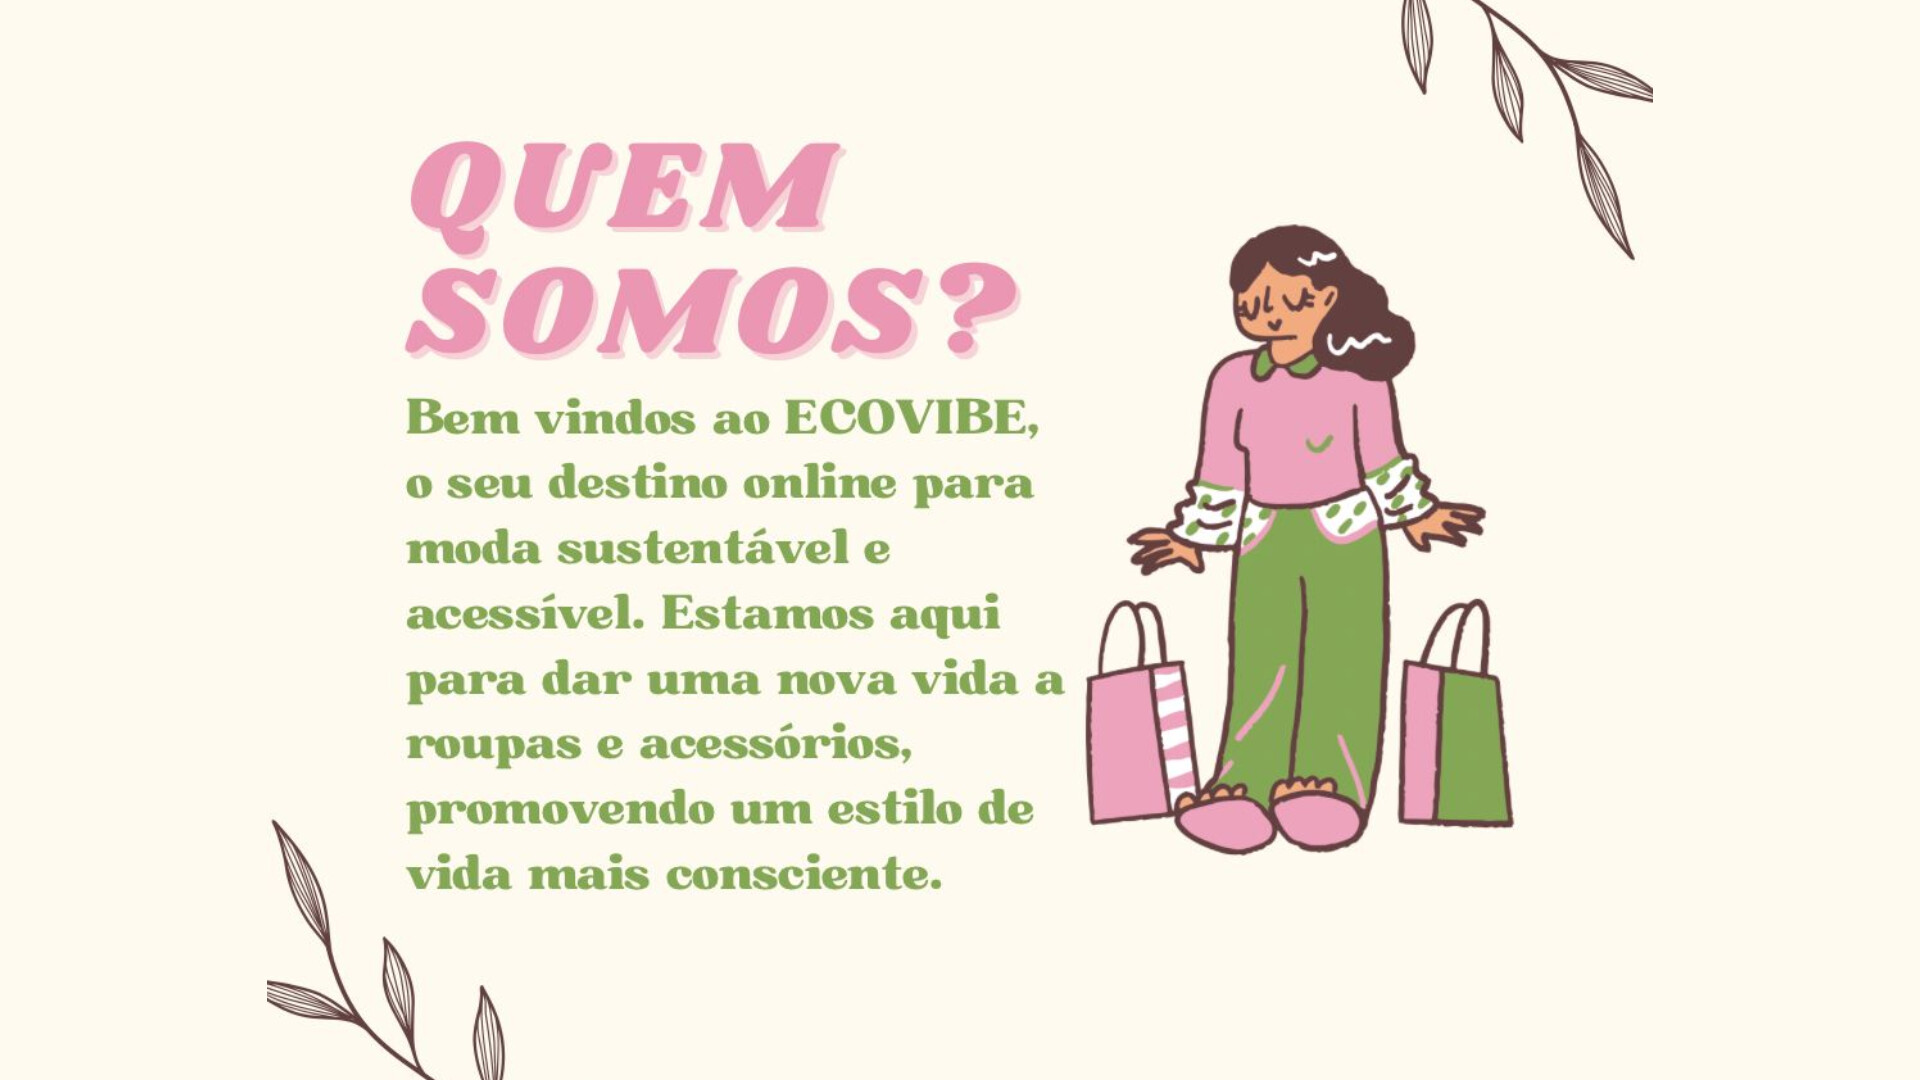 QUEM
SOMOS?
Bem vindos ao ECOVIBE,
o seu destino online para
moda sustentável e
acessível. Estamos aqui
para dar uma nova vida a
roupas e acessórios,
promovendo um estilo de
vida mais consciente.